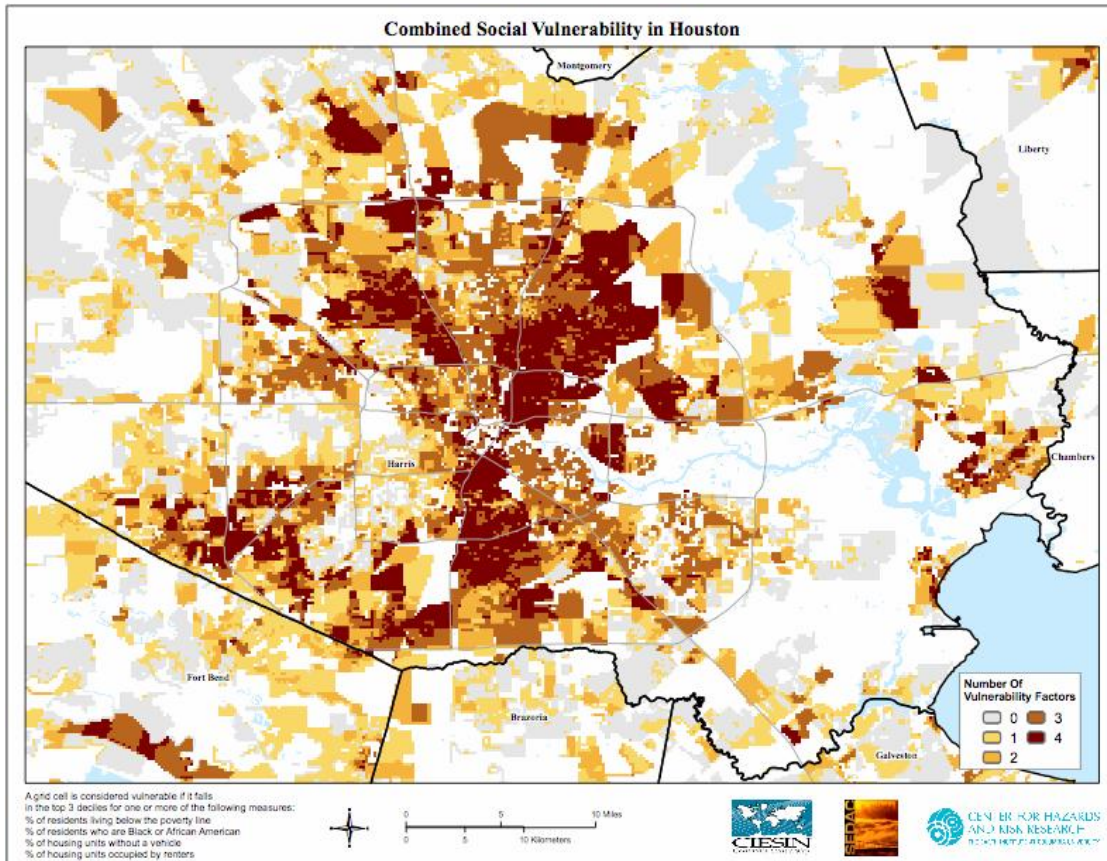 Combined Social Vulnerability in Houston
Montgomery
Liberty
Harris
Chambers
Fort Bend
Brazoria
Galveston
Number Of
Vulnerability Factors
0 3
1 4
2
A grid cell is considered vulnerable if it falls
in the top 3 deciles for one or more of the following measures:
% of residents living below the poverty line
% of residents who are Black or African American
% of housing units without a vehicle
% of housing units occupied by renters
0 5 10 Miles
0 5 10 Kilometers
CIESIN
SEDAC
CENTER FOR HAZARDS
AND RISK RESEARCH